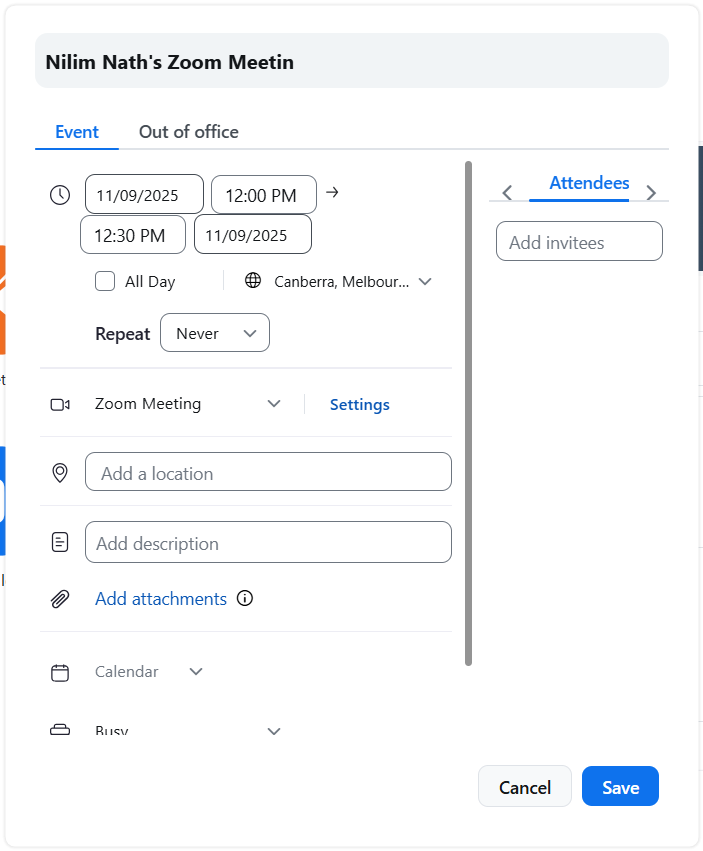 Nilim Nath's Zoom Meetin
Event Out of office
11/09/2025 12:00 PM →
12:30 PM 11/09/2025
All Day Canberra, Melbour...
Repeat Never
Zoom Meeting Settings
Add a location
Add description
Add attachments
Calendar
Busy
Attendees
Add invitees
Cancel Save